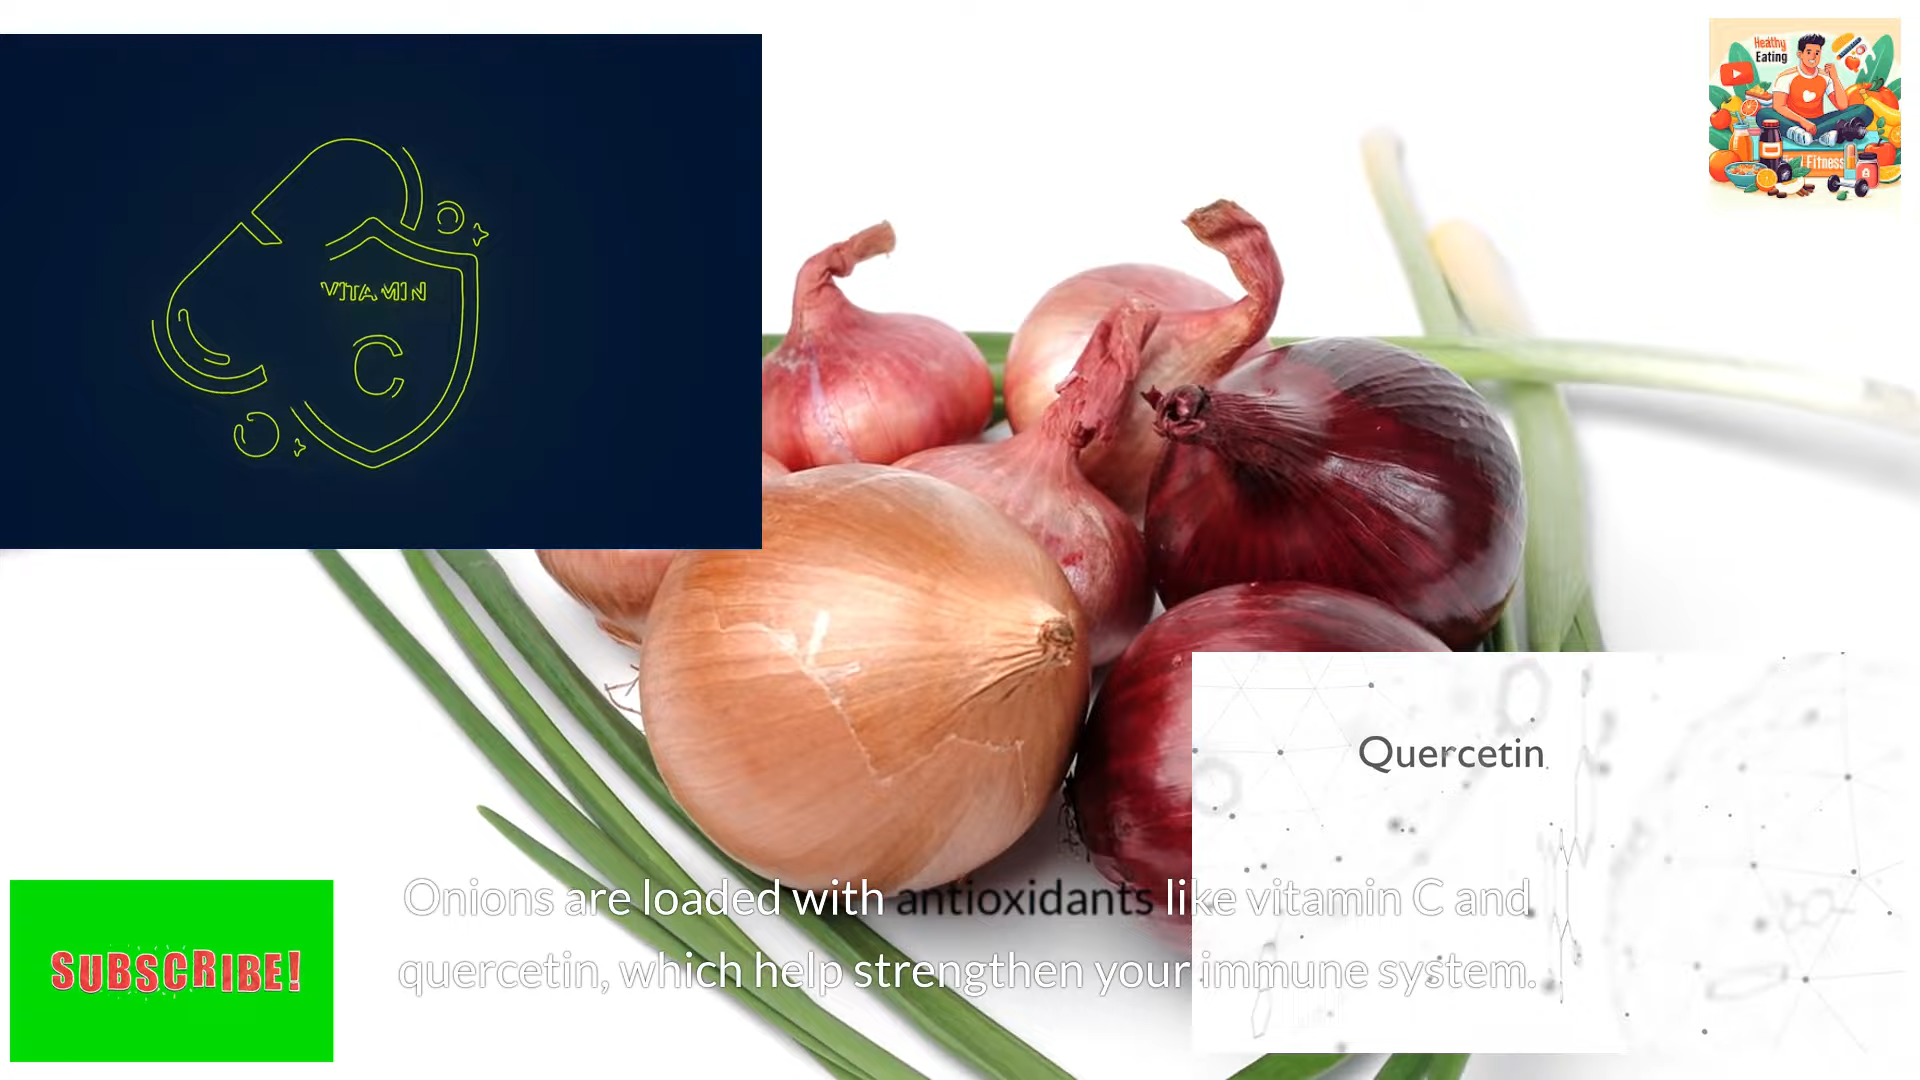 Healthy
Eating
Fitness
VITAMIN
C
Quercetin
Onions are loaded with antioxidants like vitamin C and
quercetin, which help strengthen your immune system.
SUBSCRIBE!